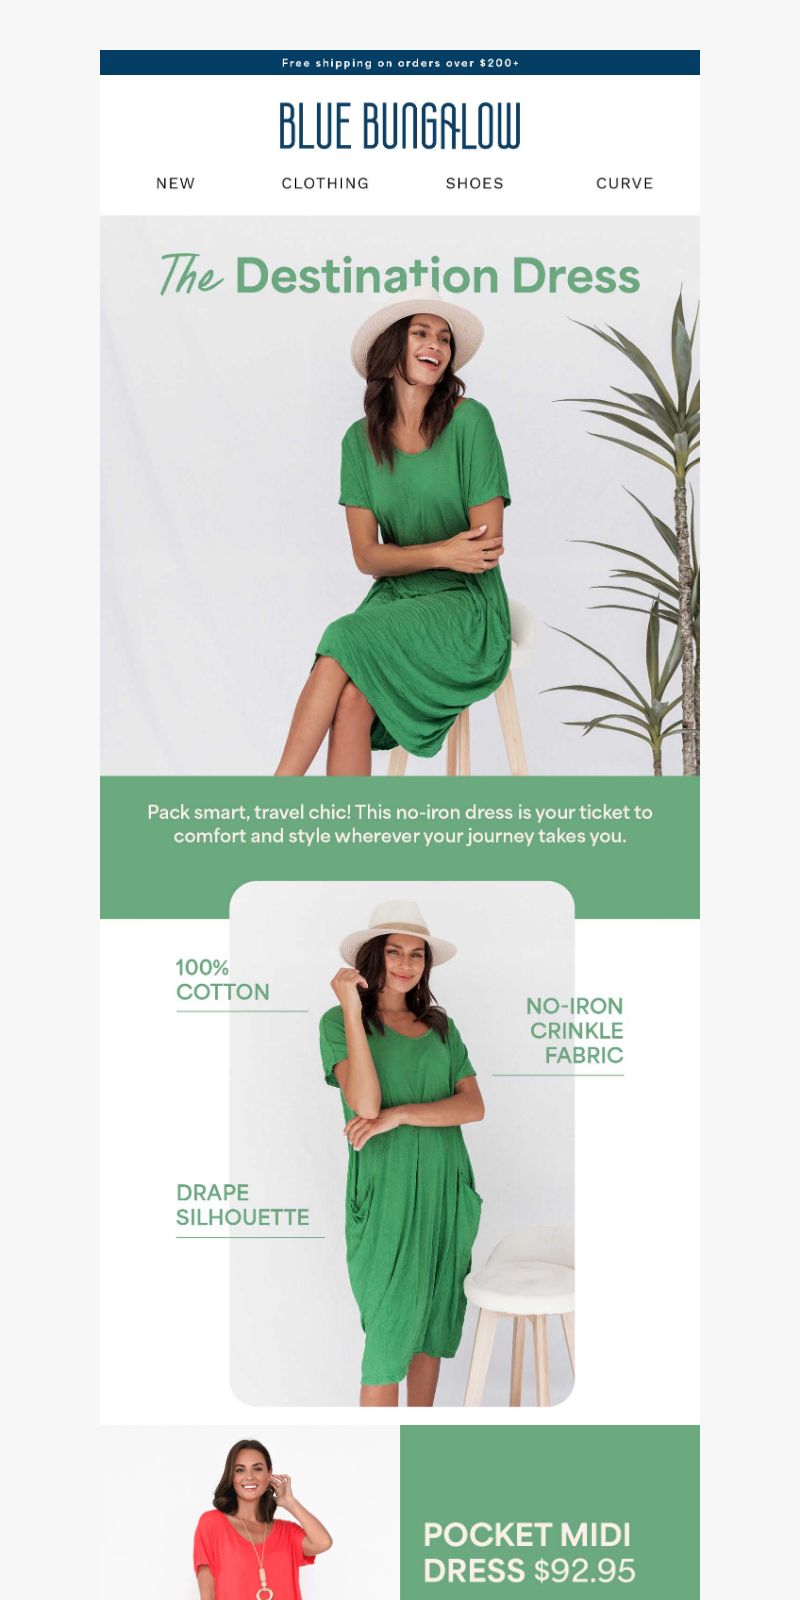 Free shipping on orders over $200+
BLUE BUNGALOW
NEW CLOTHING SHOES CURVE
The Destination Dress
Pack smart, travel chic! This no-iron dress is your ticket to
comfort and style wherever your journey takes you.
100%
COTTON
NO-IRON
CRINKLE
FABRIC
DRAPE
SILHOUETTE
POCKET MIDI
DRESS $92.95